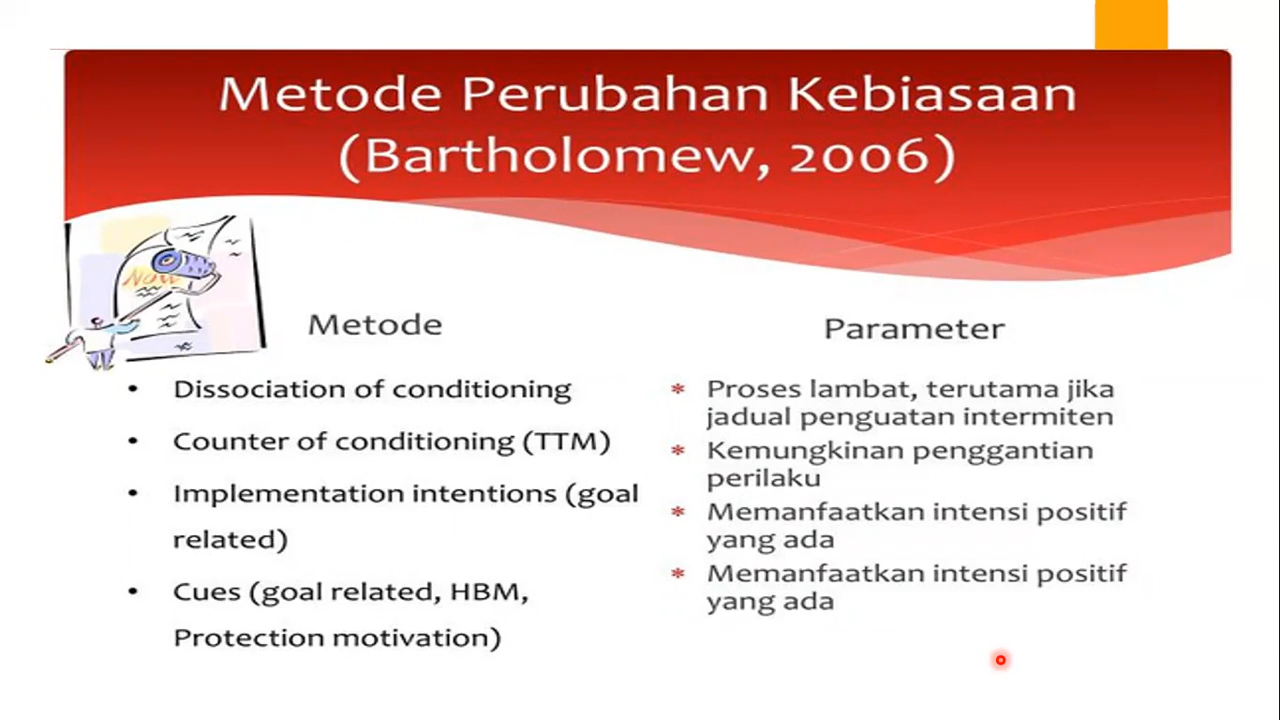 Metode Perubahan Kebiasaan
(Bartholomew, 2006)
Now
Metode
• Dissociation of conditioning
• Counter of conditioning (TTM)
• Implementation intentions (goal
related)
• Cues (goal related, HBM,
Protection motivation)
Parameter
* Proses lambat, terutama jika
jadual penguatan intermiten
* Kemungkinan penggantian
perilaku
* Memanfaatkan intensi positif
yang ada
* Memanfaatkan intensi positif
yang ada